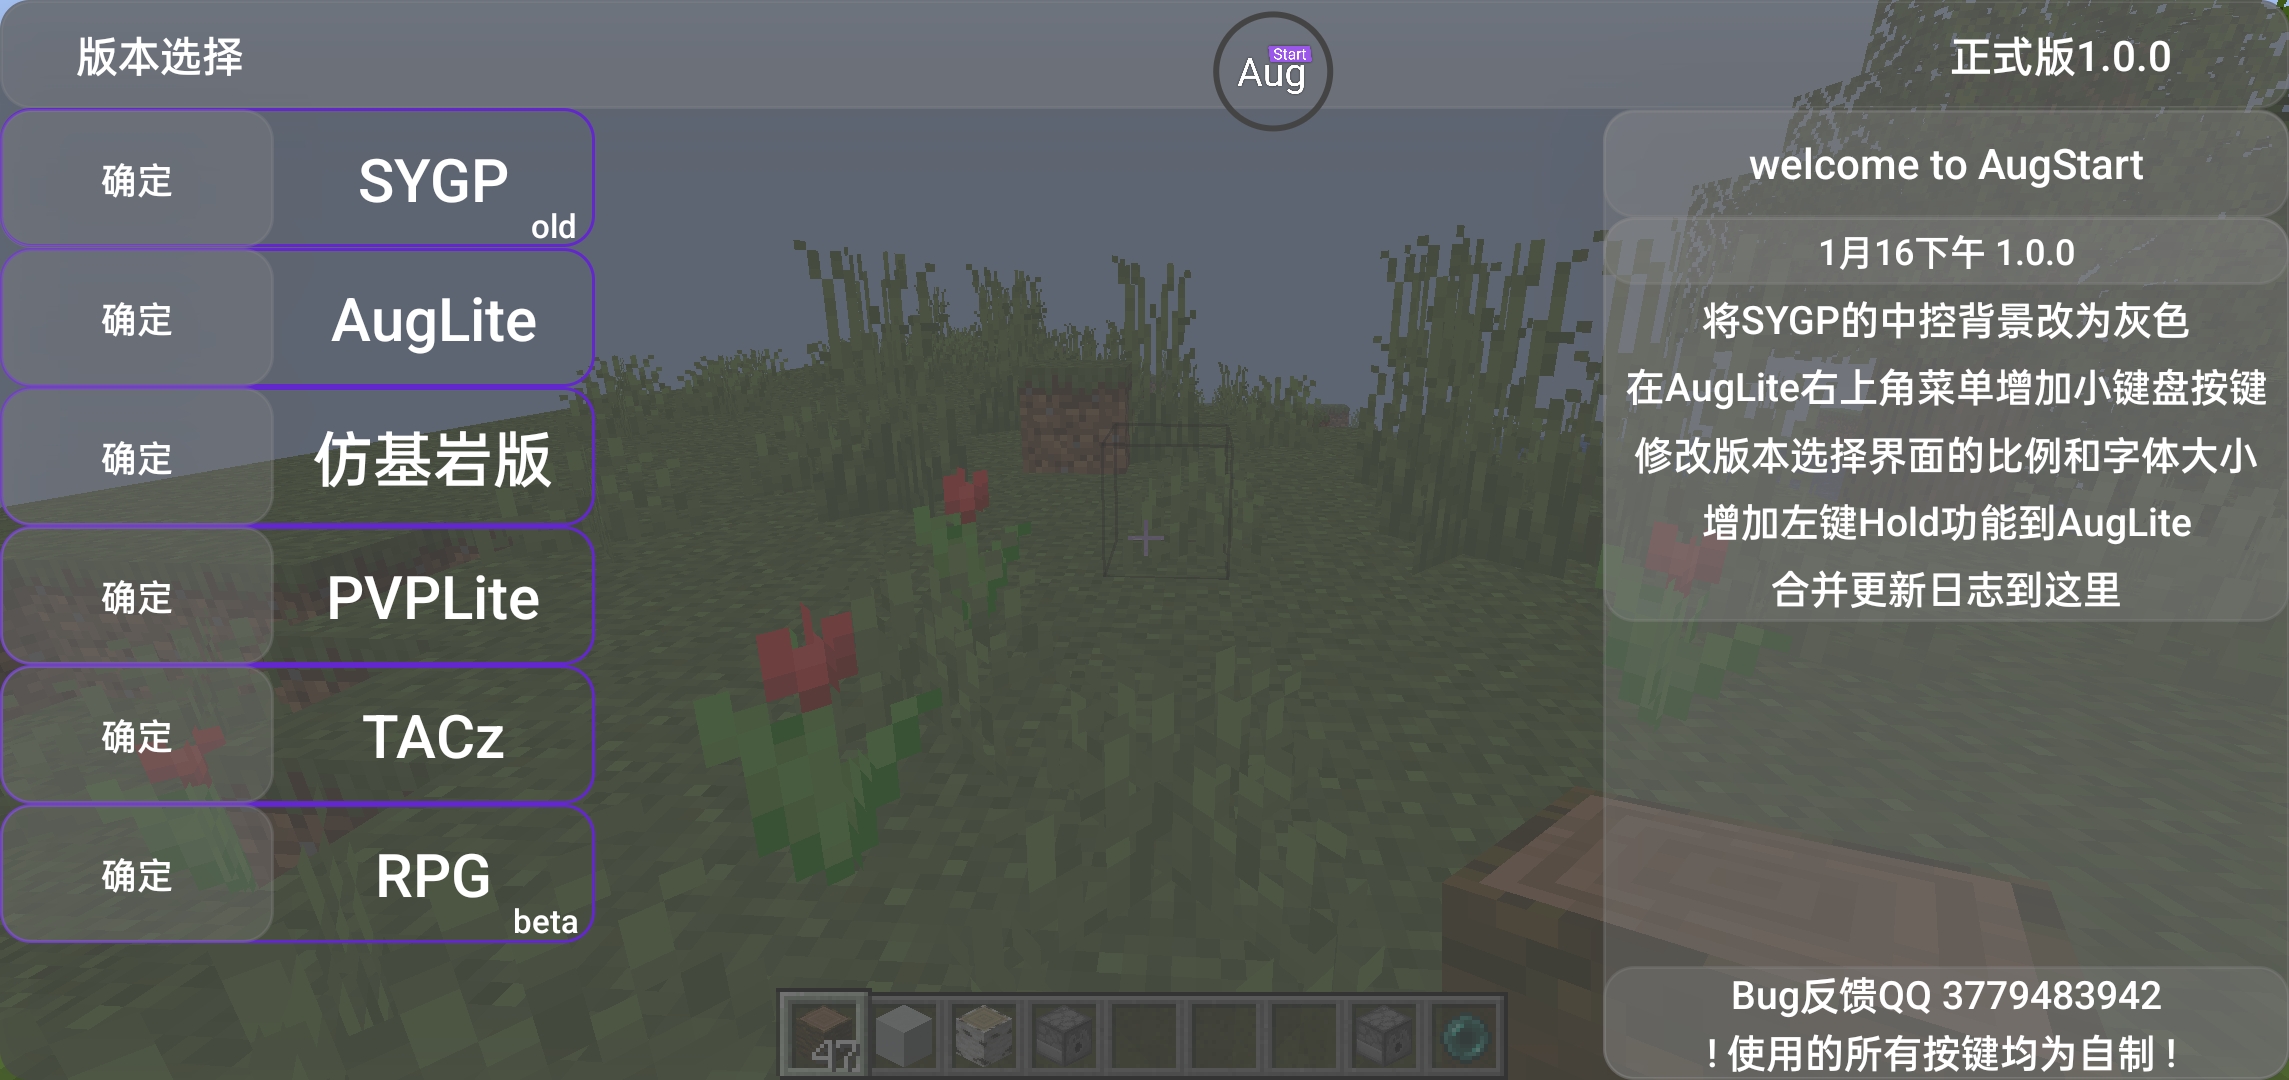 版本选择
Start
Aug
正式版1.0.0
确定
SYGP
old
确定
AugLite
确定
仿基岩版
确定
PVPLite
确定
TACz
确定
RPG
beta
welcome to AugStart
1月16下午 1.0.0
将SYGP的中控背景改为灰色
在AugLite右上角菜单增加小键盘按键
修改版本选择界面的比例和字体大小
增加左键Hold功能到AugLite
合并更新日志到这里
Bug反馈QQ 3779483942
！使用的所有按键均为自制！
47